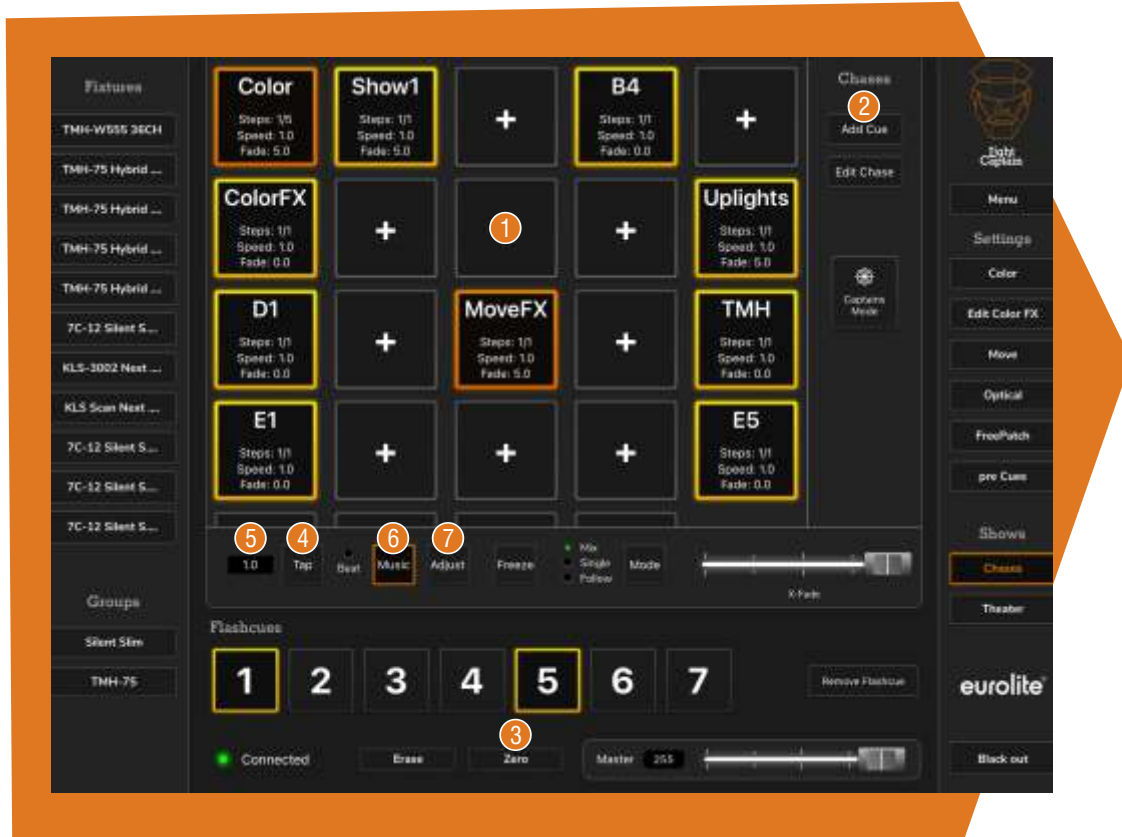 Fixtures
TMH-W555 36CH
TMH-75 Hybrid ...
TMH-75 Hybrid ...
TMH-75 Hybrid ...
TMH-75 Hybrid ...
7C-12 Silent S...
KLS-3002 Next ...
KLS Scan Next ...
7C-12 Silent S...
7C-12 Silent S...
7C-12 Silent S...
Groups
Silent Slim
TMH-75
Color
Steps: 1/5
Speed: 1.0
Fade: 5.0
Show1
Steps: 1/1
Speed: 1.0
Fade: 5.0
+
B4
Steps: 1/1
Speed: 1.0
Fade: 0.0
+
ColorFX
Steps: 1/1
Speed: 1.0
Fade: 0.0
+
1
+
Uplights
Steps: 1/1
Speed: 1.0
Fade: 5.0
D1
Steps: 1/1
Speed: 1.0
Fade: 0.0
+
MoveFX
Steps: 1/1
Speed: 1.0
Fade: 5.0
+
TMH
Steps: 1/1
Speed: 1.0
Fade: 0.0
E1
Steps: 1/1
Speed: 1.0
Fade: 0.0
+
+
+
E5
Steps: 1/1
Speed: 1.0
Fade: 0.0
Chases
2
Add Cue
Edit Chase
Captains
Mode
5
1.0
4
Tap
Beat
6
Music
7
Adjust
Freeze
Mix
Single
Follow
Mode
X-Fade
Flashcues
1 2 3 4 5 6 7
Remove Flashcue
Connected
Erase
3
Zero
Master 255
Light
Captain
Menu
Settings
Color
Edit Color FX
Move
Optical
FreePatch
pre Cues
Shows
Chases
Theater
eurolite
Black out